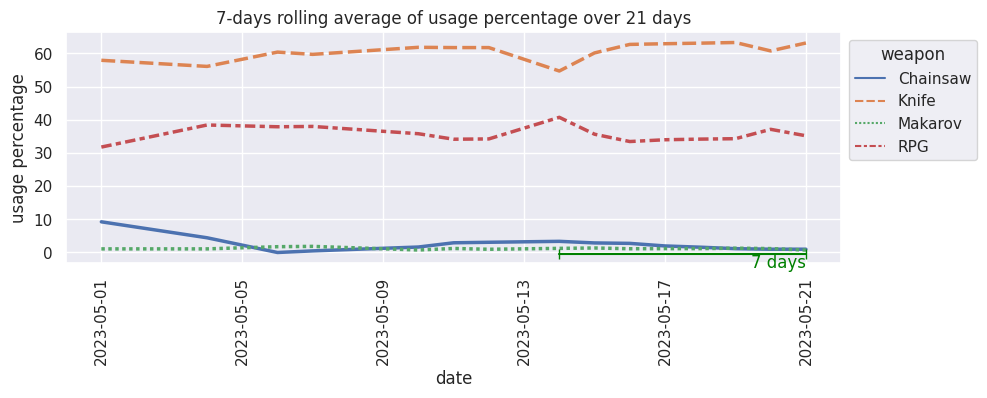 7-days rolling average of usage percentage over 21 days
usage percentage
60
50
40
30
20
10
0
2023-05-01
2023-05-05
2023-05-09
2023-05-13
2023-05-17
2023-05-21
date
7 days
weapon
Chainsaw
Knife
Makarov
RPG